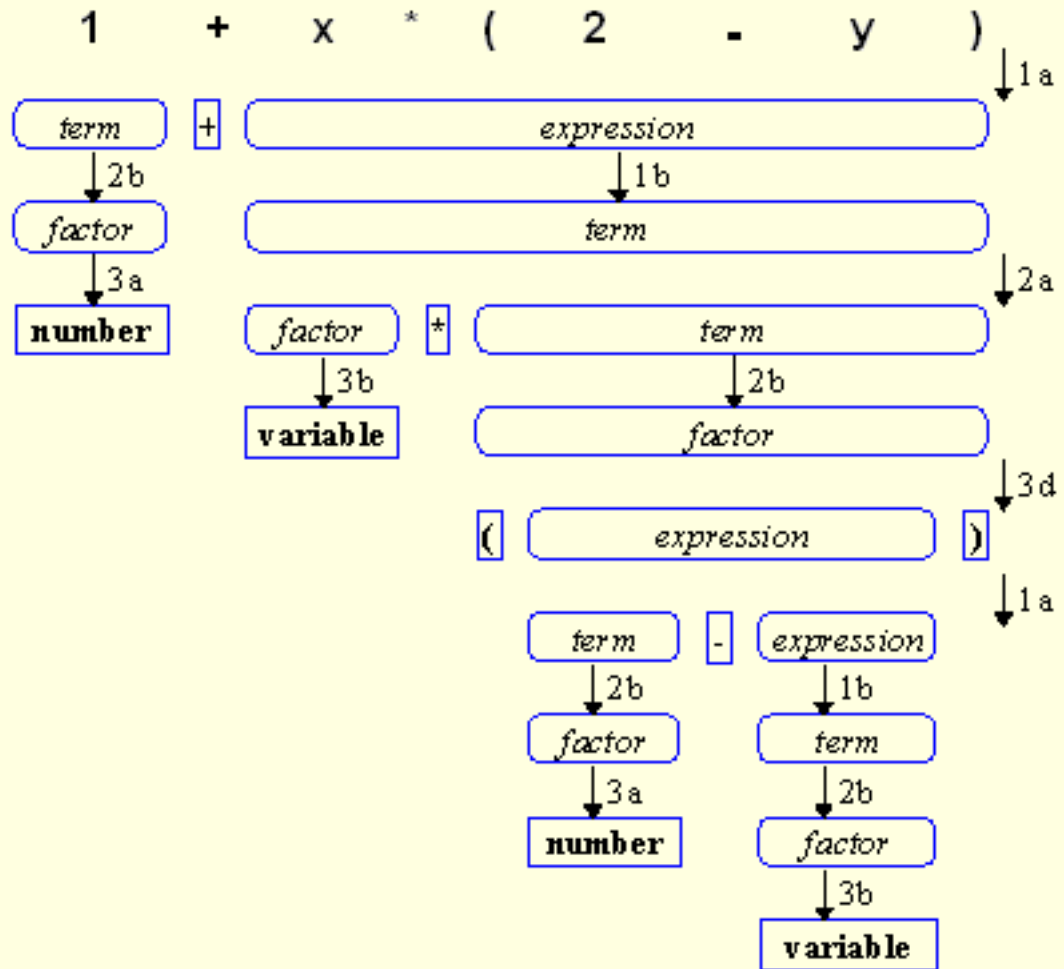 1 + x * ( 2 - y )
1a
term + expression
2b 1b
factor term
3a 2a
number factor * term
3b 2b
variable factor
3d
( expression )
1a
term - expression
2b 1b
factor term
3a 2b
number factor
3b
variable